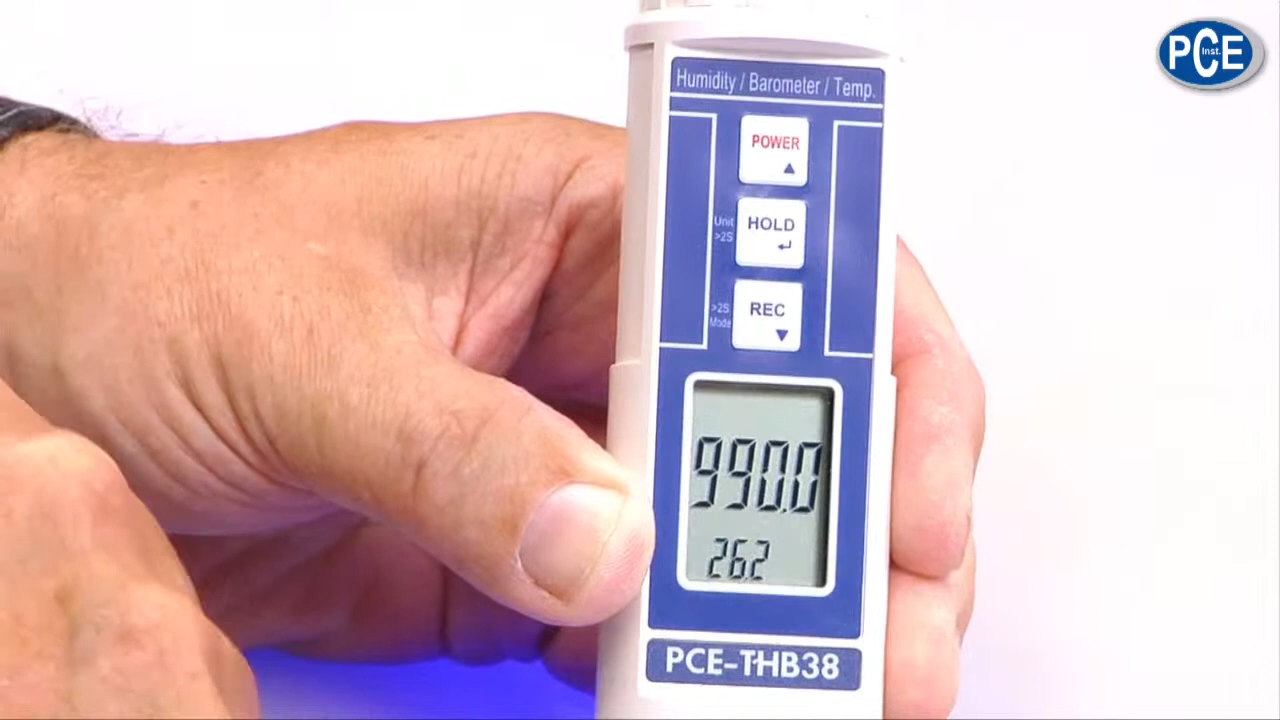 PCE
Inst.
Humidity / Barometer / Temp.
POWER
▲
Unit
>2S
HOLD
↵
>2S
Mode
REC
▼
990.0
26.2
PCE-THB38